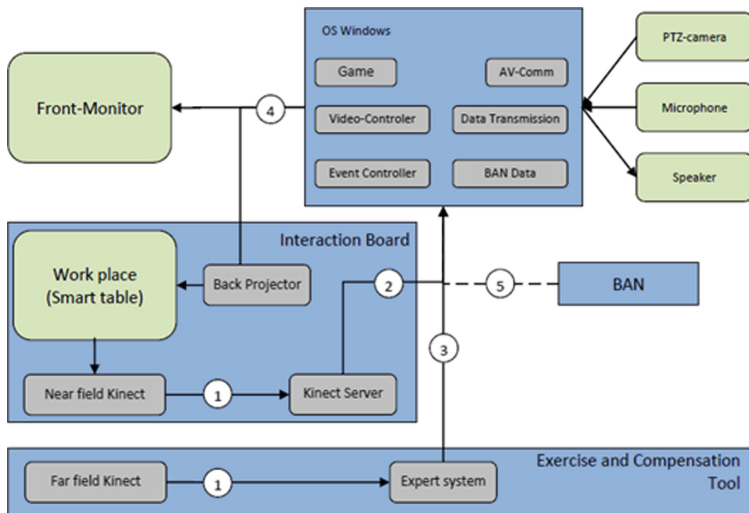 OS Windows
PTZ-camera
Game
AV-Comm
Front-Monitor
4
Video-Controler
Data Transmission
Microphone
Event Controller
BAN Data
Speaker
Interaction Board
Work place
(Smart table)
Back Projector
2
5
BAN
3
Near field Kinect
1
Kinect Server
Exercise and Compensation
Tool
Far field Kinect
1
Expert system